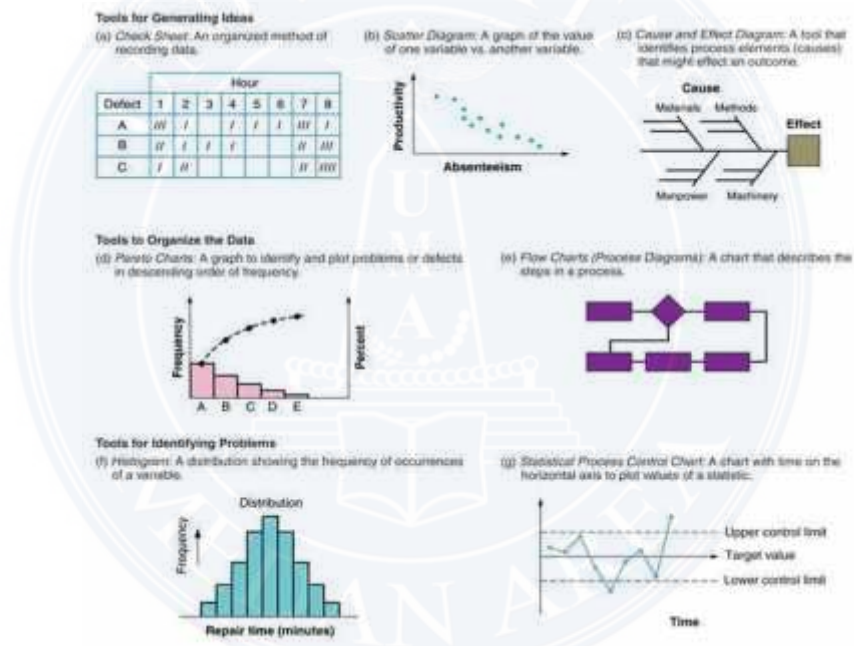 Tools for Generating Ideas
(a) Check Sheet: An organized method of
recording data.
Hour
Defect 1 2 3 4 5 6 7 8
A /// / / / / /// /
B // / / / // ///
C / // // ////
(b) Scatter Diagram: A graph of the value
of one variable vs. another variable.
Productivity
Absenteeism
(c) Cause and Effect Diagram: A tool that
identifies process elements (causes)
that might effect an outcome.
Cause
Materials Methods
Effect
Manpower Machinery
Tools to Organize the Data
(d) Pareto Charts: A graph to identify and plot problems or defects
in descending order of frequency.
Frequency
Percent
A B C D E
(e) Flow Charts (Process Diagrams): A chart that describes the
steps in a process.
Tools for Identifying Problems
(f) Histogram: A distribution showing the frequency of occurrences
of a variable.
Distribution
Frequency
Repair time (minutes)
(g) Statistical Process Control Chart: A chart with time on the
horizontal axis to plot values of a statistic.
Upper control limit
Target value
Lower control limit
Time
U
M
A